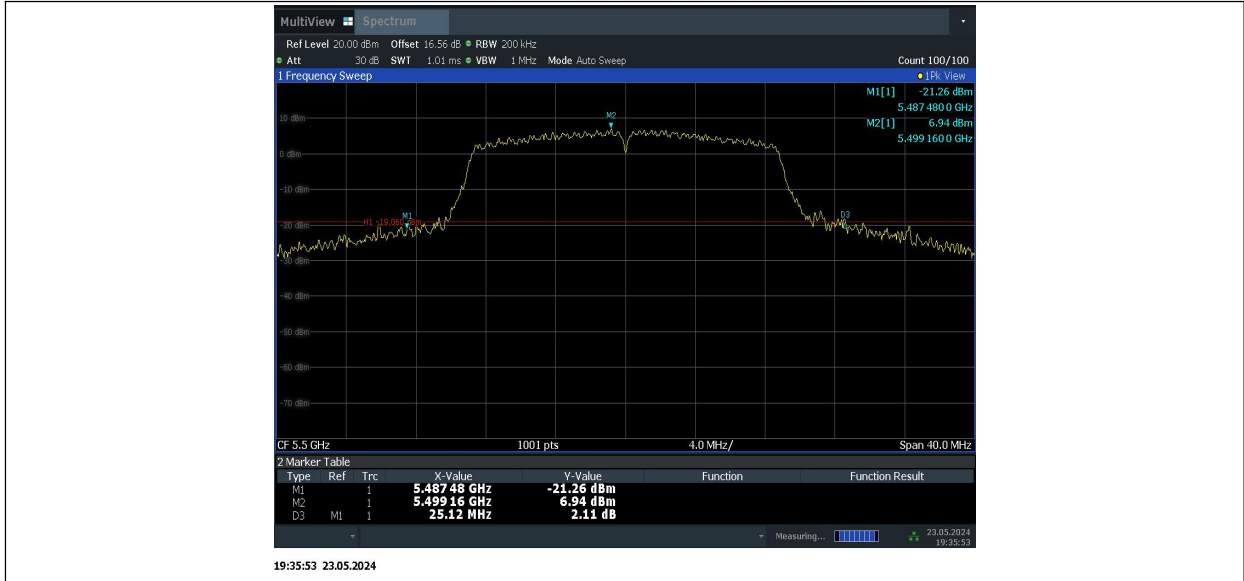 MultiView Spectrum
Ref Level 20.00 dBm Offset 16.56 dB RBW 200 kHz
Att 30 dB SWT 1.01 ms VBW 1 MHz Mode Auto Sweep Count 100/100
1 Frequency Sweep 1Pk View
M1[1] -21.26 dBm
5.487 480 0 GHz
M2[1] 6.94 dBm
5.499 160 0 GHz
M2
10 dBm
0 dBm
-10 dBm
M1
D3
H1 -19.060 dBm
-20 dBm
-30 dBm
-40 dBm
-50 dBm
-60 dBm
-70 dBm
CF 5.5 GHz 1001 pts 4.0 MHz/ Span 40.0 MHz
2 Marker Table
Type Ref Trc X-Value Y-Value Function Function Result
M1 1 5.487 48 GHz -21.26 dBm
M2 1 5.499 16 GHz 6.94 dBm
D3 M1 1 25.12 MHz 2.11 dB
Measuring... 23.05.2024
19:35:53
19:35:53 23.05.2024